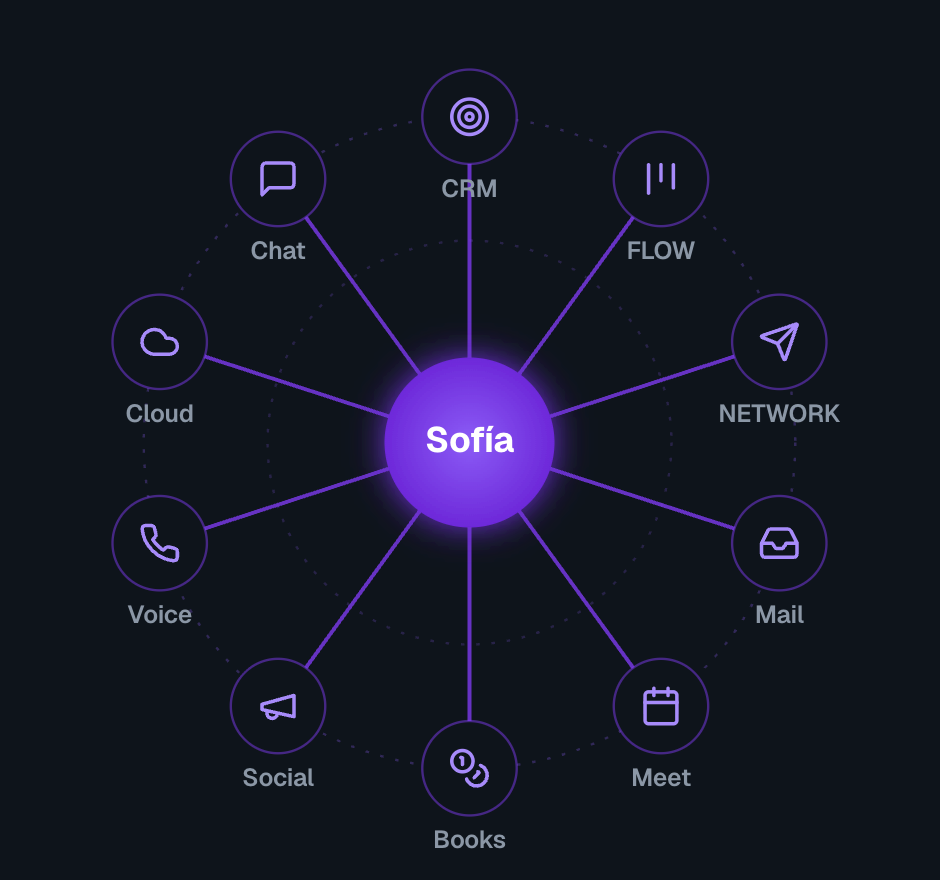 CRM
Chat
FLOW
Cloud
NETWORK
Sofía
Voice
Mail
Social
Meet
Books